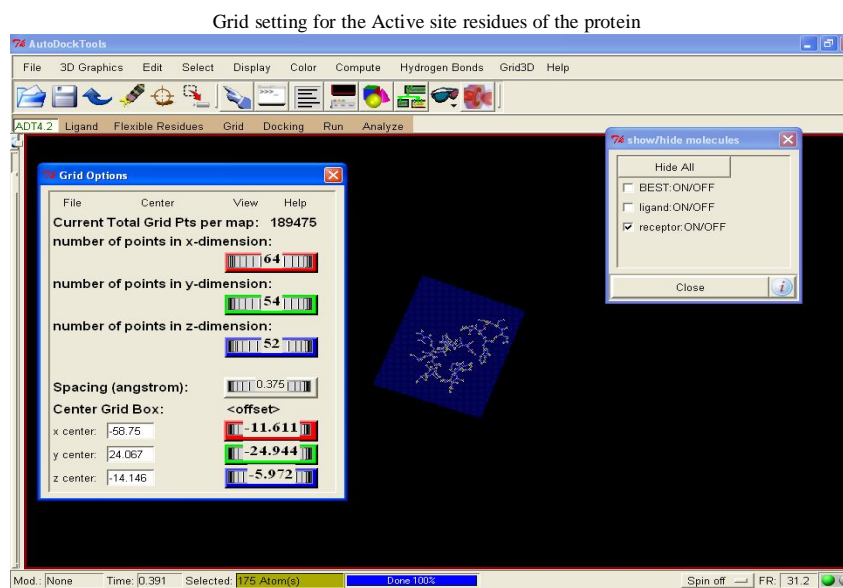 Grid setting for the Active site residues of the protein
AutoDockTools
File 3D Graphics Edit Select Display Color Compute Hydrogen Bonds Grid3D Help
ADT4.2 Ligand Flexible Residues Grid Docking Run Analyze
show/hide molecules
Hide All
BEST:ON/OFF
ligand:ON/OFF
receptor:ON/OFF
Close
Grid Options
File Center View Help
Current Total Grid Pts per map: 189475
number of points in x-dimension:
64
number of points in y-dimension:
54
number of points in z-dimension:
52
Spacing (angstrom): 0.375
Center Grid Box: <offset>
x center: -58.75 -11.611
y center: 24.067 -24.944
z center: -14.146 -5.972
Mod.: None Time: 0.391 Selected: 175 Atom(s) Done 100% Spin off FR: 31.2